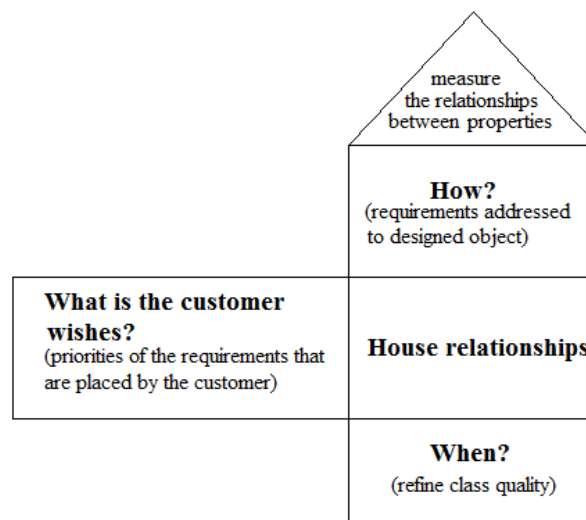 measure
the relationships
between properties
How?
(requirements addressed
to designed object)
What is the customer
wishes?
(priorities of the requirements that
are placed by the customer)
House relationships
When?
(refine class quality)